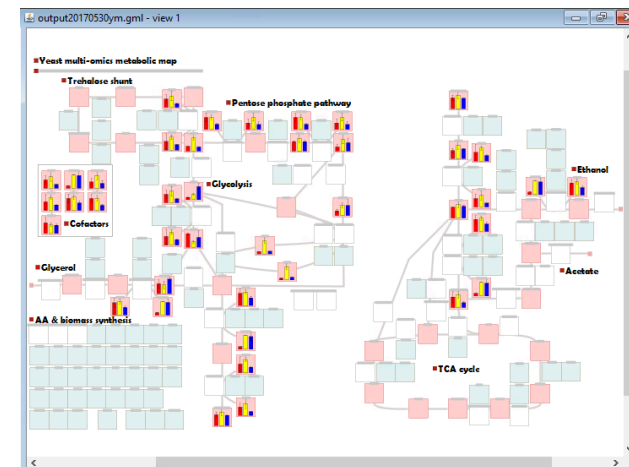 output20170530ym.gml - view 1
Yeast multi-omics metabolic map
Trehalose shunt
Pentose phosphate pathway
Glycolysis
Ethanol
Cofactors
Glycerol
Acetate
AA & biomass synthesis
TCA cycle